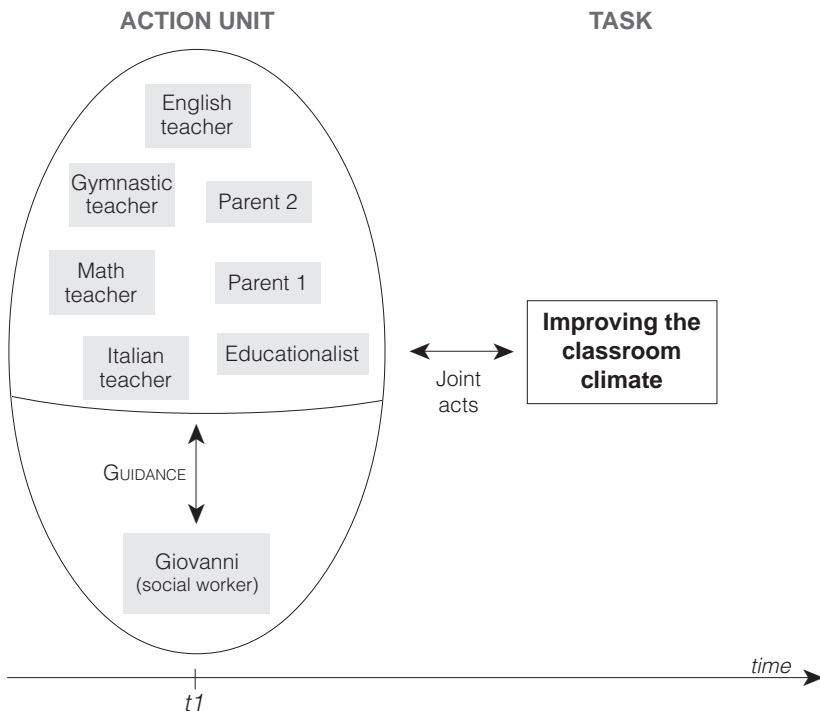 ACTION UNIT
TASK
English
teacher
Gymnastic
teacher
Parent 2
Math
teacher
Parent 1
Italian
teacher
Educationalist
Joint
acts
Improving the
classroom
climate
GUIDANCE
Giovanni
(social worker)
time
t1